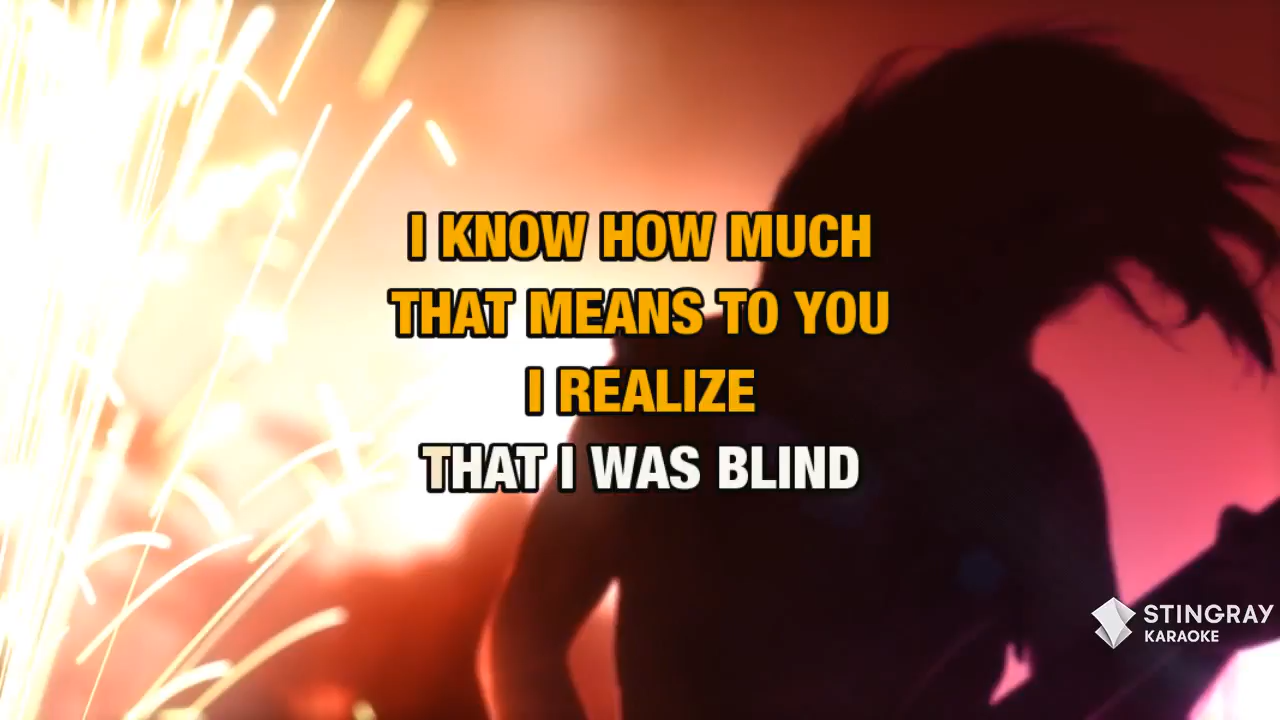 I KNOW HOW MUCH
THAT MEANS TO YOU
I REALIZE
THAT I WAS BLIND
STINGRAY
KARAOKE